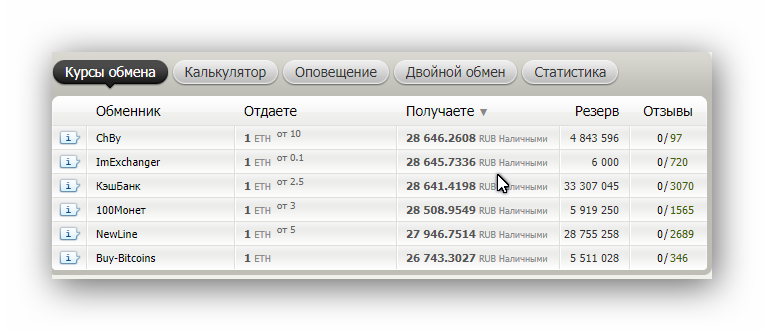 Курсы обмена Калькулятор Оповещение Двойной обмен Статистика
Обменник Отдаете Получаете ▼ Резерв Отзывы
i ChBy 1 ETH от 10 28 646.2608 RUB Наличными 4 843 596 0/97
i ImExchanger 1 ETH от 0.1 28 645.7336 RUB Наличными 6 000 0/720
i КэшБанк 1 ETH от 2.5 28 641.4198 RUB Наличными 33 307 045 0/3070
i 100Монет 1 ETH от 3 28 508.9549 RUB Наличными 5 919 250 0/1565
i NewLine 1 ETH от 5 27 946.7514 RUB Наличными 28 755 258 0/2689
i Buy-Bitcoins 1 ETH 26 743.3027 RUB Наличными 5 511 028 0/346